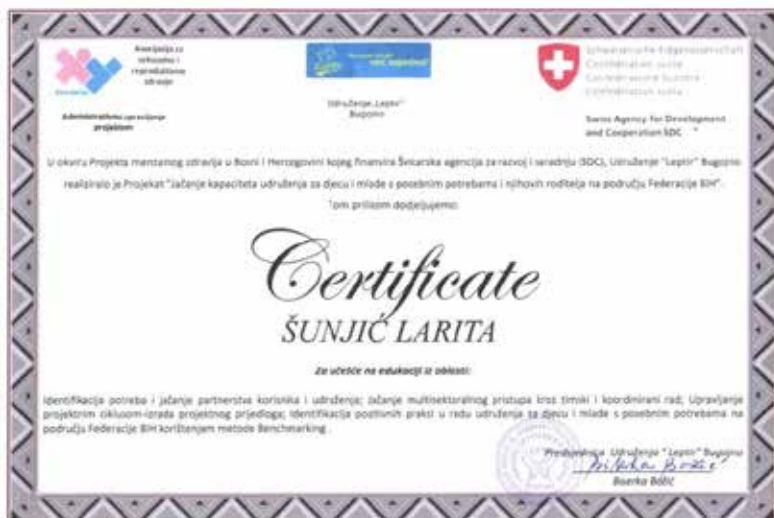 Asocijacija za
seksualno i
reproduktivno
zdravlje
Administrativno upravljanje
projektom
Udruženje „Leptir“
Bugojno
Schweizerische Eidgenossenschaft
Confédération suisse
Confederazione Svizzera
Confederaziun svizra
Swiss Agency for Development
and Cooperation SDC
U okviru Projekta mentalnog zdravlja u Bosni i Hercegovini kojeg finansira Švicarska agencija za razvoj i saradnju (SDC), Udruženje "Leptir" Bugojno
realiziralo je Projekat "Jačanje kapaciteta udruženja za djecu i mlade s posebnim potrebama i njihovih roditelja na području Federacije BIH".
Tom prilikom dodjeljujemo:
Certificate
ŠUNJIĆ LARITA
Za učešće na edukaciji iz oblasti:
Identifikacija potreba i jačanje partnerstva korisnika i udruženja; Jačanje multisektoralnog pristupa kroz timski i koordinirani rad; Upravljanje
projektnim ciklusom-izrada projektnog prijedloga; Identifikacija pozitivnih praksi u radu udruženja za djecu i mlade s posebnim potrebama na
području Federacije BIH korištenjem metode Benchmarking .
Predsjednica Udruženja "Leptir" Bugojno
Božić